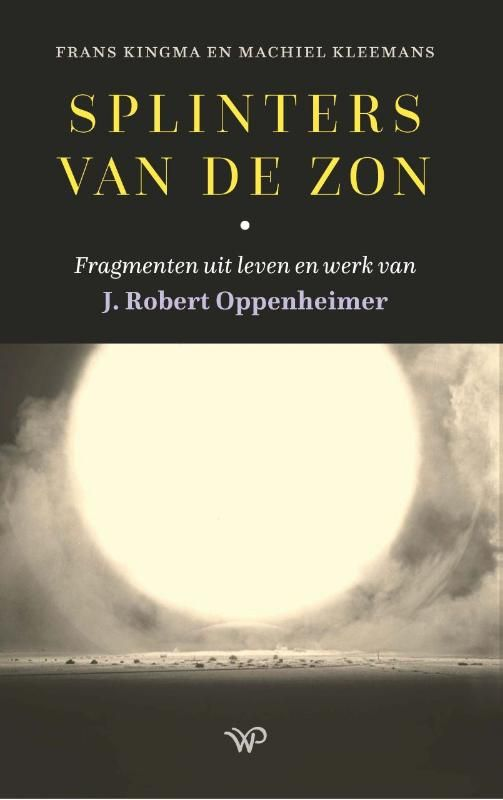 FRANS KINGMA EN MACHIEL KLEEMANS
SPLINTERS
VAN DE ZON
Fragmenten uit leven en werk van
J. Robert Oppenheimer
WP